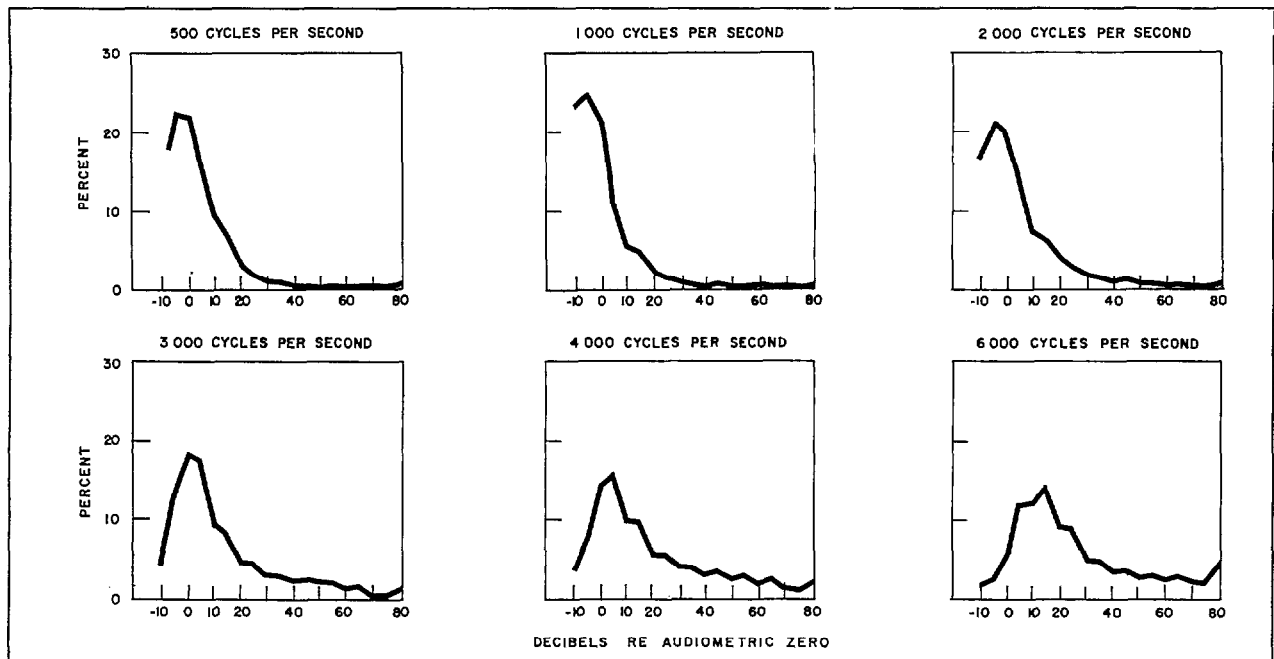 500 CYCLES PER SECOND
1 000 CYCLES PER SECOND
2 000 CYCLES PER SECOND
30
20
10
0
PERCENT
-10 0 10 20 40 60 80
-10 0 10 20 40 60 80
-10 0 10 20 40 60 80
3 000 CYCLES PER SECOND
4 000 CYCLES PER SECOND
6 000 CYCLES PER SECOND
30
20
10
0
PERCENT
-10 0 10 20 40 60 80
-10 0 10 20 40 60 80
-10 0 10 20 40 60 80
DECIBELS RE AUDIOMETRIC ZERO